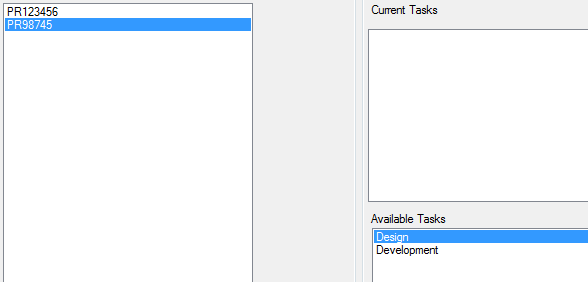 PR123456
PR98745
Current Tasks
Available Tasks
Design
Development